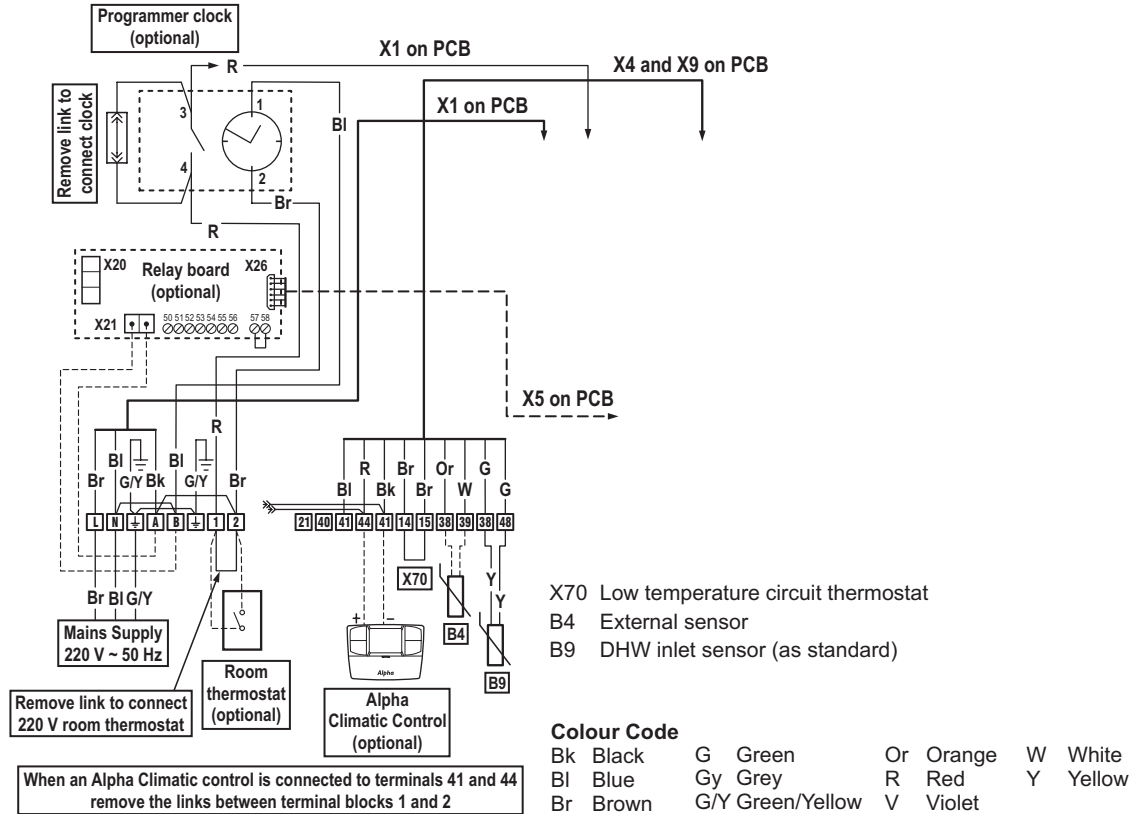 Programmer clock
(optional)
X1 on PCB
R
X4 and X9 on PCB
X1 on PCB
Remove link to
connect clock
3
1
Bl
4
2
Br
R
X20
Relay board
(optional)
X26
X21
50 51 52 53 54 55 56
57 58
X5 on PCB
R
R
Br
Or
G
Bl
Bl
Br
G/Y
Bk
G/Y
Br
Bl
Bk
Br
W
G
L
N
A
B
1
2
21
40
41
44
41
14
15
38
39
38
48
X70
Y
Y
Br
Bl
G/Y
+
−
B4
B9
Mains Supply
220 V ~ 50 Hz
Alpha
Room
thermostat
(optional)
Remove link to connect
220 V room thermostat
Alpha
Climatic Control
(optional)
When an Alpha Climatic control is connected to terminals 41 and 44
remove the links between terminal blocks 1 and 2
X70 Low temperature circuit thermostat
B4 External sensor
B9 DHW inlet sensor (as standard)
Colour Code
Bk Black G Green Or Orange W White
Bl Blue Gy Grey R Red Y Yellow
Br Brown G/Y Green/Yellow V Violet